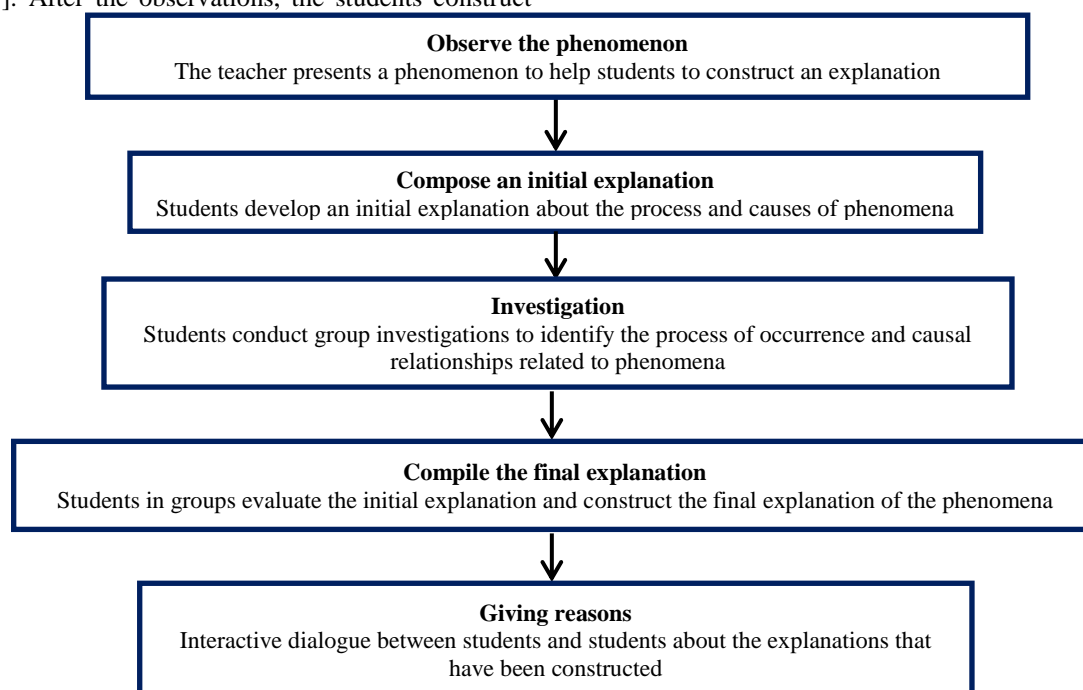 ]. After the observations, the students construct
Observe the phenomenon
The teacher presents a phenomenon to help students to construct an explanation
Compose an initial explanation
Students develop an initial explanation about the process and causes of phenomena
Investigation
Students conduct group investigations to identify the process of occurrence and causal
relationships related to phenomena
Compile the final explanation
Students in groups evaluate the initial explanation and construct the final explanation of the phenomena
Giving reasons
Interactive dialogue between students and students about the explanations that
have been constructed